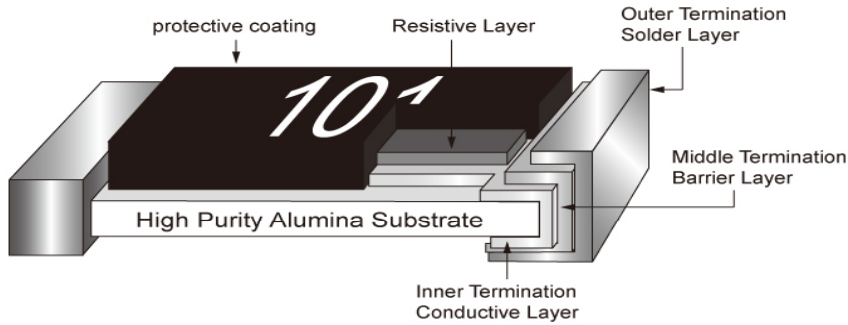 protective coating
Resistive Layer
Outer Termination
Solder Layer
101
Middle Termination
Barrier Layer
High Purity Alumina Substrate
Inner Termination
Conductive Layer